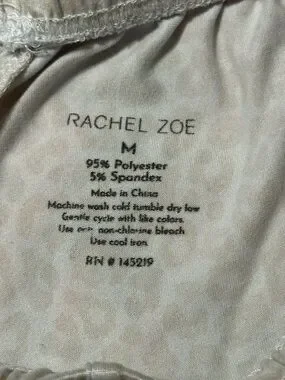 RACHEL ZOE
M
95% Polyester
5% Spandex
Made in China
Machine wash cold tumble dry low
Gentle cycle with like colors
Use only non-chlorine bleach
Use cool iron
RN # 145219